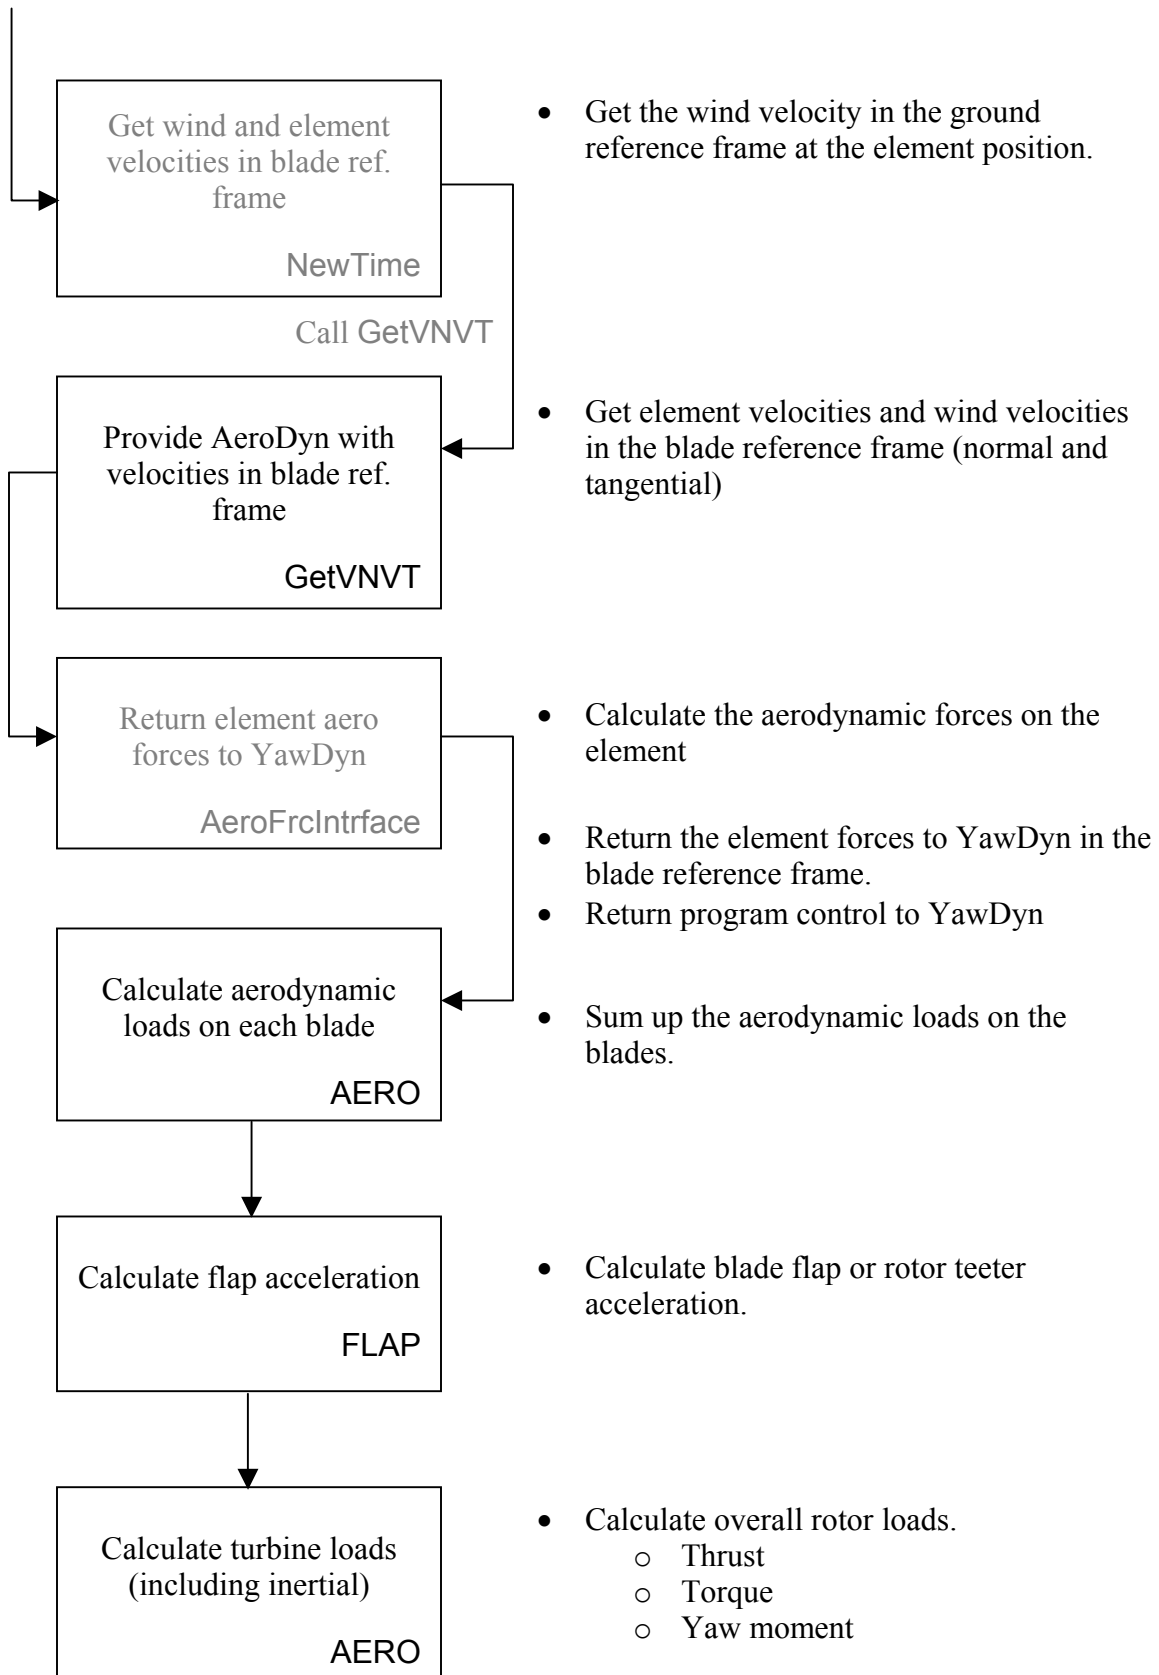 Get wind and element
velocities in blade ref.
frame
NewTime
• Get the wind velocity in the ground
reference frame at the element position.
Call GetVNVT
Provide AeroDyn with
velocities in blade ref.
frame
GetVNVT
• Get element velocities and wind velocities
in the blade reference frame (normal and
tangential)
Return element aero
forces to YawDyn
AeroFrcIntrface
• Calculate the aerodynamic forces on the
element
• Return the element forces to YawDyn in the
blade reference frame.
• Return program control to YawDyn
Calculate aerodynamic
loads on each blade
AERO
• Sum up the aerodynamic loads on the
blades.
Calculate flap acceleration
FLAP
• Calculate blade flap or rotor teeter
acceleration.
Calculate turbine loads
(including inertial)
AERO
• Calculate overall rotor loads.
o Thrust
o Torque
o Yaw moment